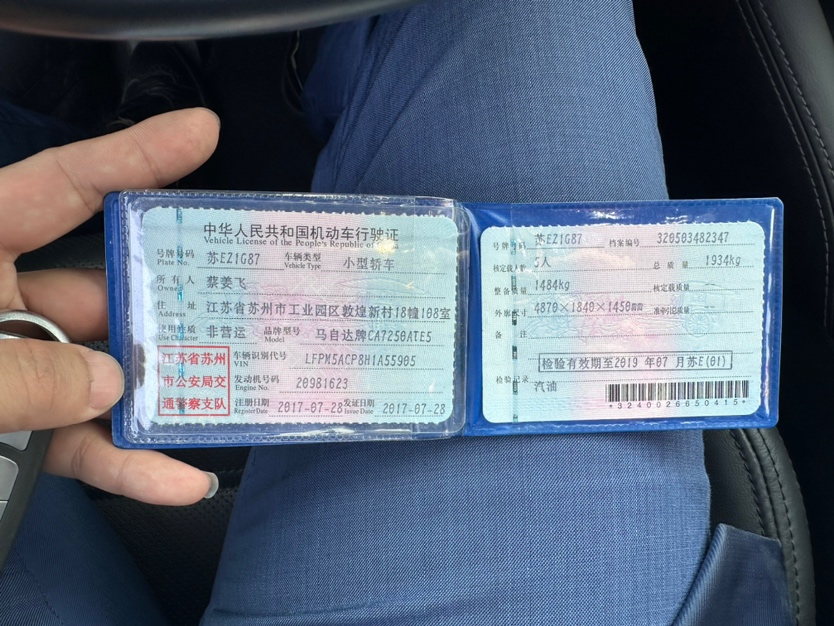 中华人民共和国机动车行驶证
Vehicle License of the People's Republic of
号牌号码 Plate No. 苏EZ1G87 车辆类型 Vehicle Type 小型轿车
所有人 Owner 蔡姜飞
住址 Address 江苏省苏州市工业园区敦煌新村18幢108室
使用性质 Use Character 非营运 品牌型号 Model 马自达牌CA7250ATE5
江苏省苏州
市公安局交
通警察支队
车辆识别代号 VIN LFPM5ACP8H1A55905
发动机号码 Engine No. 20981623
注册日期 Register Date 2017-07-28 发证日期 Issue Date 2017-07-28
号牌号码 苏EZ1G87 档案编号 320503482347
核定载人数 5人 总质量 1934kg
整备质量 1484kg 核定载质量 --
外廓尺寸 4870×1840×1450mm 准牵引总质量 --
备注
检验有效期至2019年07月苏E(01)
检验记录
汽油
*3240026650415*